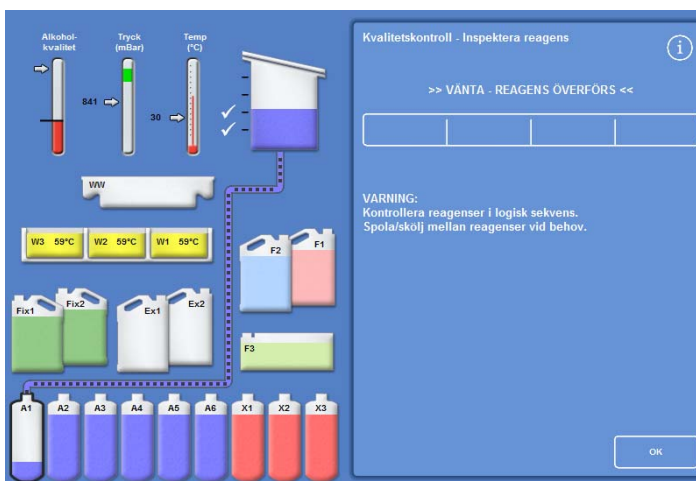 Alkohol-
kvalitet
Tryck
(mBar)
Temp
(°C)
841
30
WW
W3 59°C W2 59°C W1 59°C
F2
F1
Fix1
Fix2
Ex1
Ex2
F3
A1 A2 A3 A4 A5 A6 X1 X2 X3
Kvalitetskontroll - Inspektera reagens
i
>> VÄNTA - REAGENS ÖVERFÖRS <<
VARNING:
Kontrollera reagenser i logisk sekvens.
Spola/skölj mellan reagenser vid behov.
OK